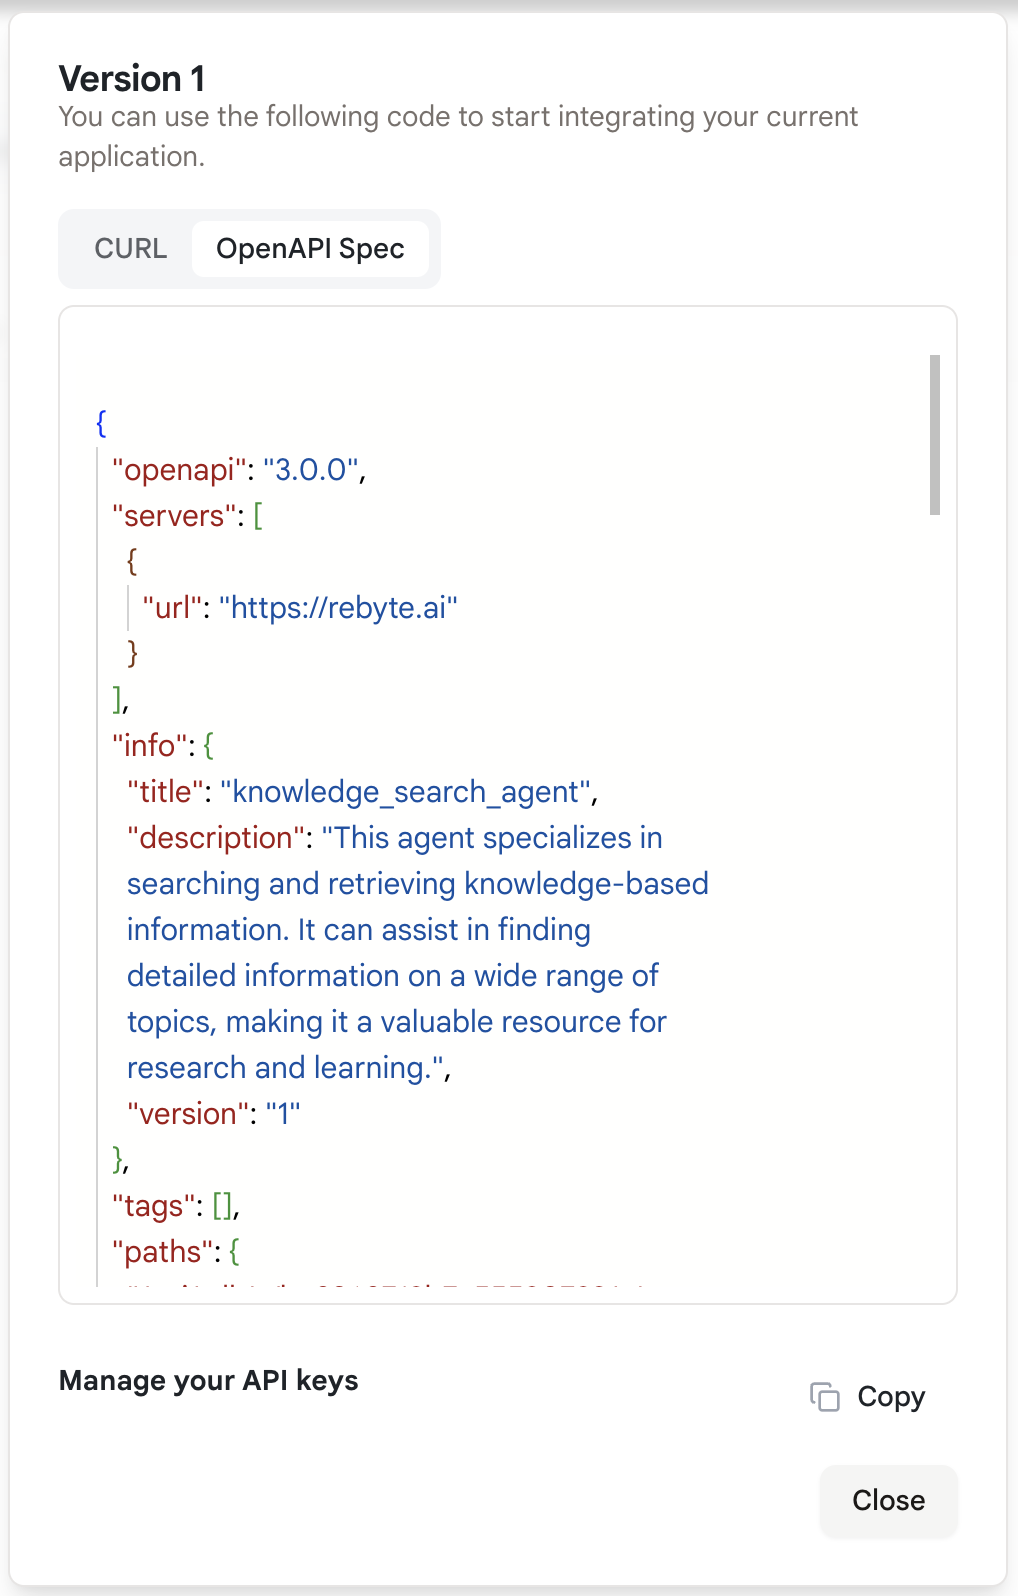 Version 1
You can use the following code to start integrating your current
application.
CURL
OpenAPI Spec
{
"openapi": "3.0.0",
"servers": [
{
"url": "https://rebyte.ai"
}
],
"info": {
"title": "knowledge_search_agent",
"description": "This agent specializes in
searching and retrieving knowledge-based
information. It can assist in finding
detailed information on a wide range of
topics, making it a valuable resource for
research and learning.",
"version": "1"
},
"tags": [],
"paths": {
Manage your API keys
Copy
Close